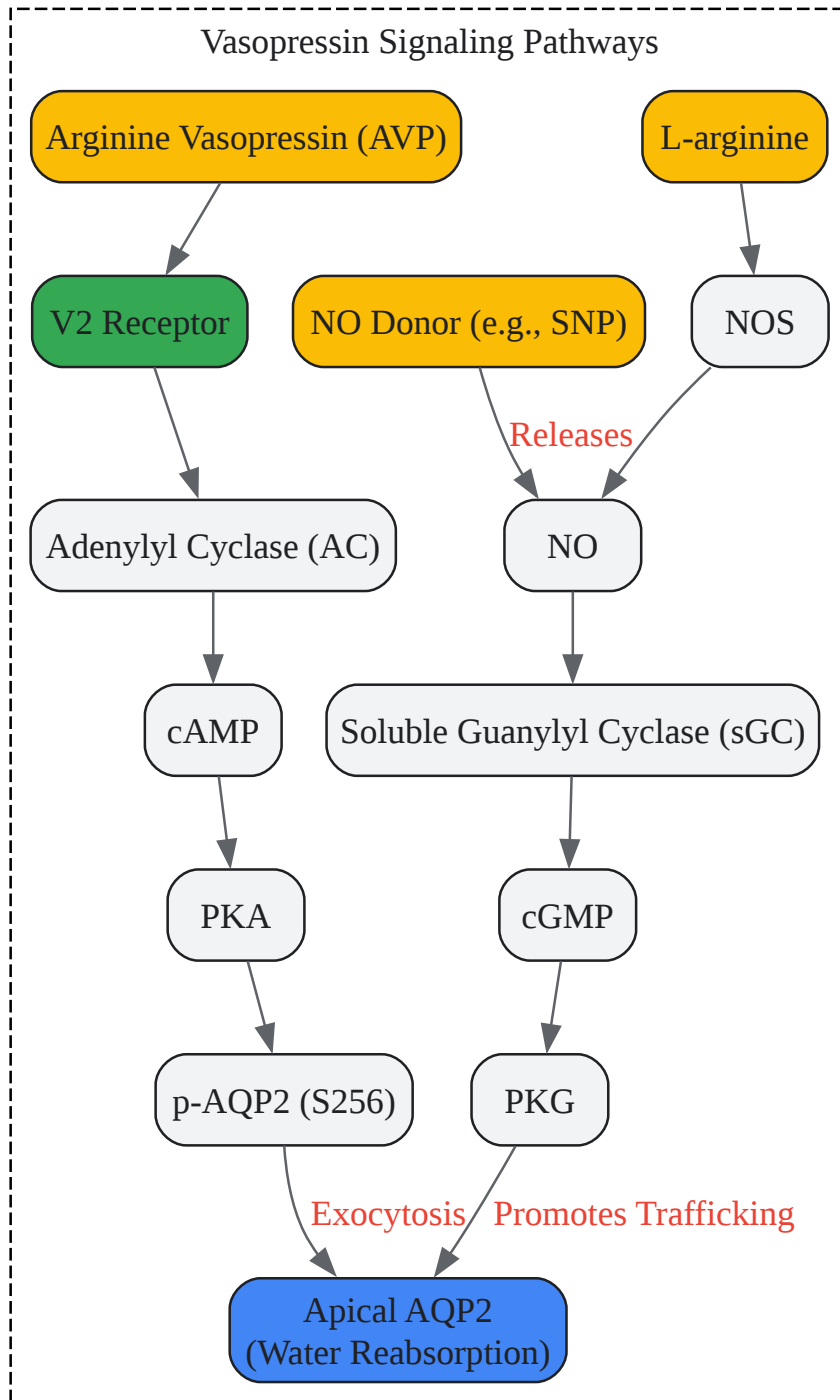 Vasopressin Signaling Pathways
Arginine Vasopressin (AVP)
L-arginine
V2 Receptor
NO Donor (e.g., SNP)
NOS
Releases
Adenylyl Cyclase (AC)
NO
cAMP
Soluble Guanylyl Cyclase (sGC)
PKA
cGMP
p-AQP2 (S256)
PKG
Exocytosis
Promotes Trafficking
Apical AQP2
(Water Reabsorption)